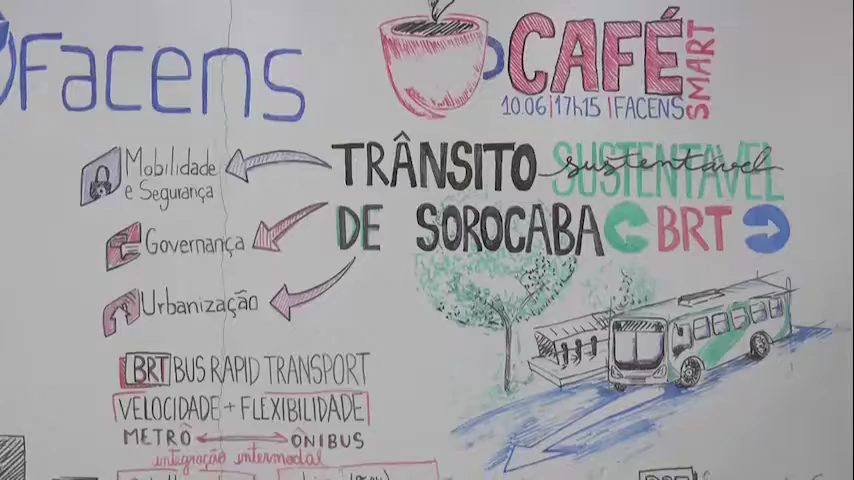 Facens
CAFÉ
SMART
10.06 | 17h15 | FACENS
TRÂNSITO sustentável
SUSTENTÁVEL
DE SOROCABA BRT
Mobilidade
e Segurança
Governança
Urbanização
BRT BUS RAPID TRANSPORT
VELOCIDADE + FLEXIBILIDADE
METRÔ ÔNIBUS
integração intermodal